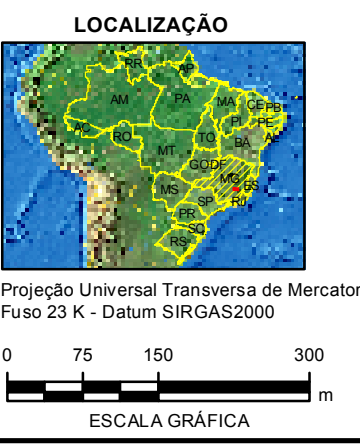 LOCALIZAÇÃO
RR AP
AM PA MA CE PB
AC RO TO PI PE
MT BA
GO DF
MS MG ES
SP RJ
PR
SC
RS
Projeção Universal Transversa de Mercator
Fuso 23 K - Datum SIRGAS2000
0 75 150 300
m
ESCALA GRÁFICA